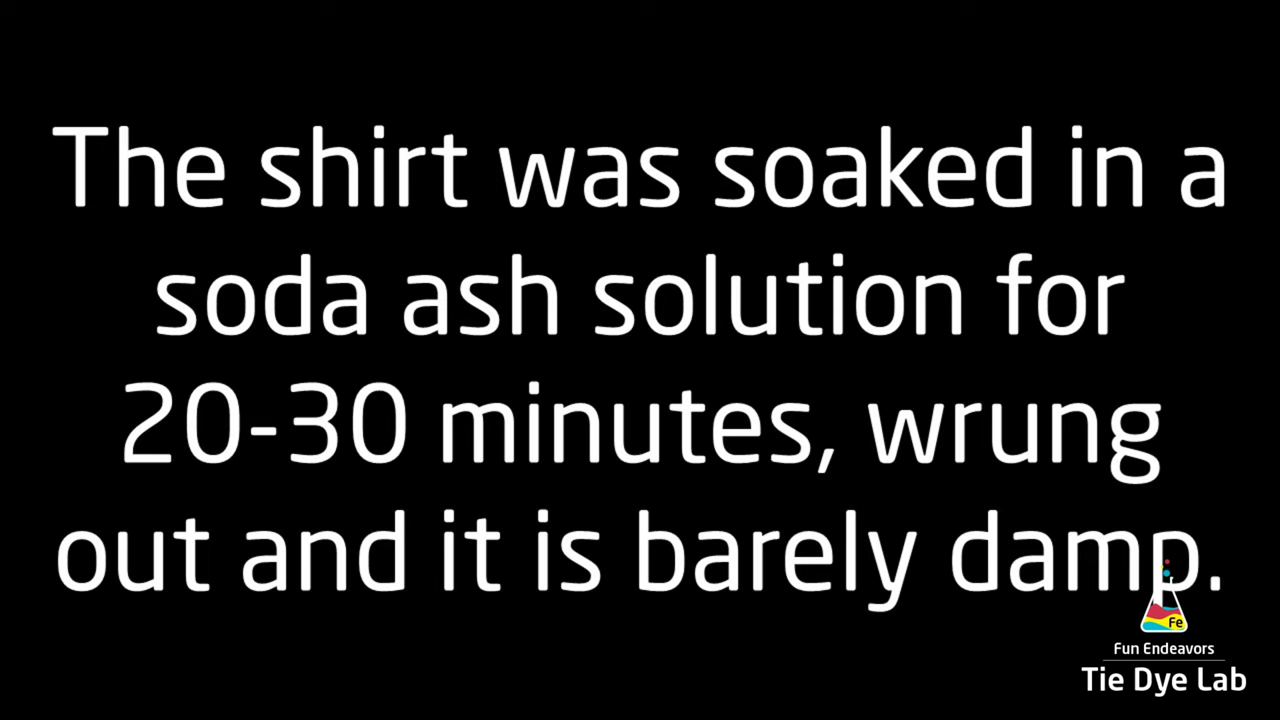 The shirt was soaked in a
soda ash solution for
20-30 minutes, wrung
out and it is barely damp.
Fe
Fun Endeavors
Tie Dye Lab